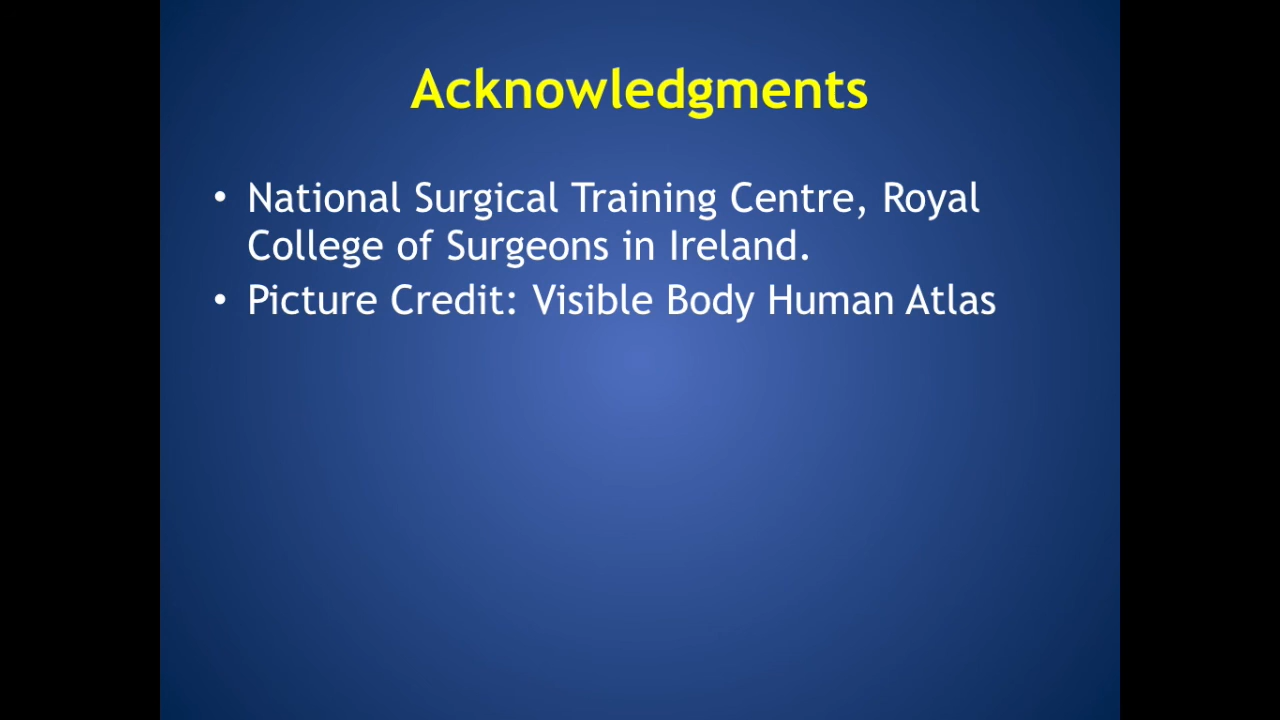 Acknowledgments
• National Surgical Training Centre, Royal
College of Surgeons in Ireland.
• Picture Credit: Visible Body Human Atlas